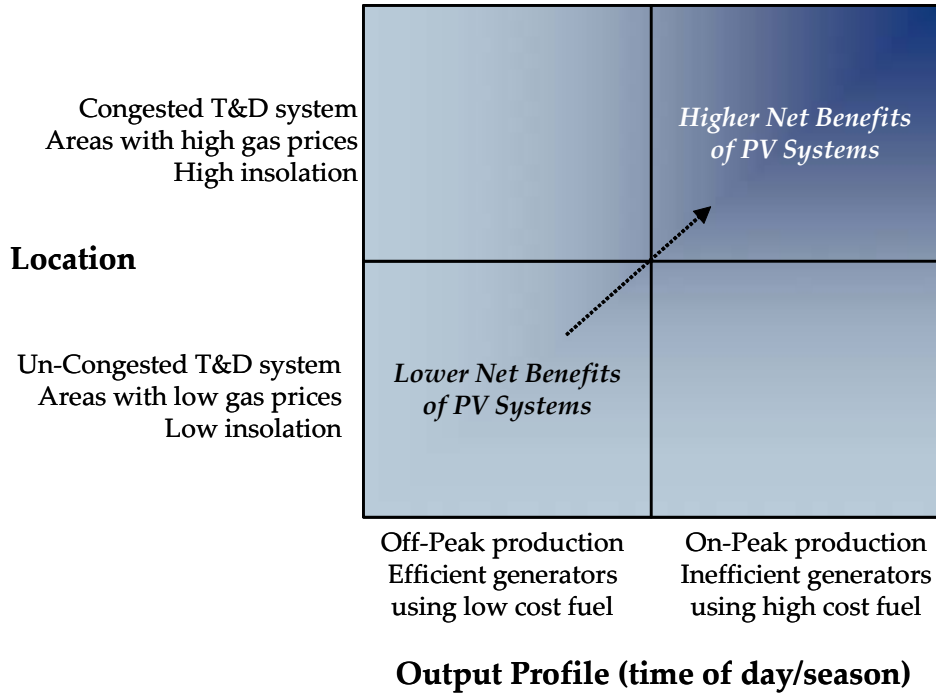 Congested T&D system
Areas with high gas prices
High insolation
Higher Net Benefits
of PV Systems
Location
Un-Congested T&D system
Areas with low gas prices
Low insolation
Lower Net Benefits
of PV Systems
Off-Peak production
Efficient generators
using low cost fuel
On-Peak production
Inefficient generators
using high cost fuel
Output Profile (time of day/season)